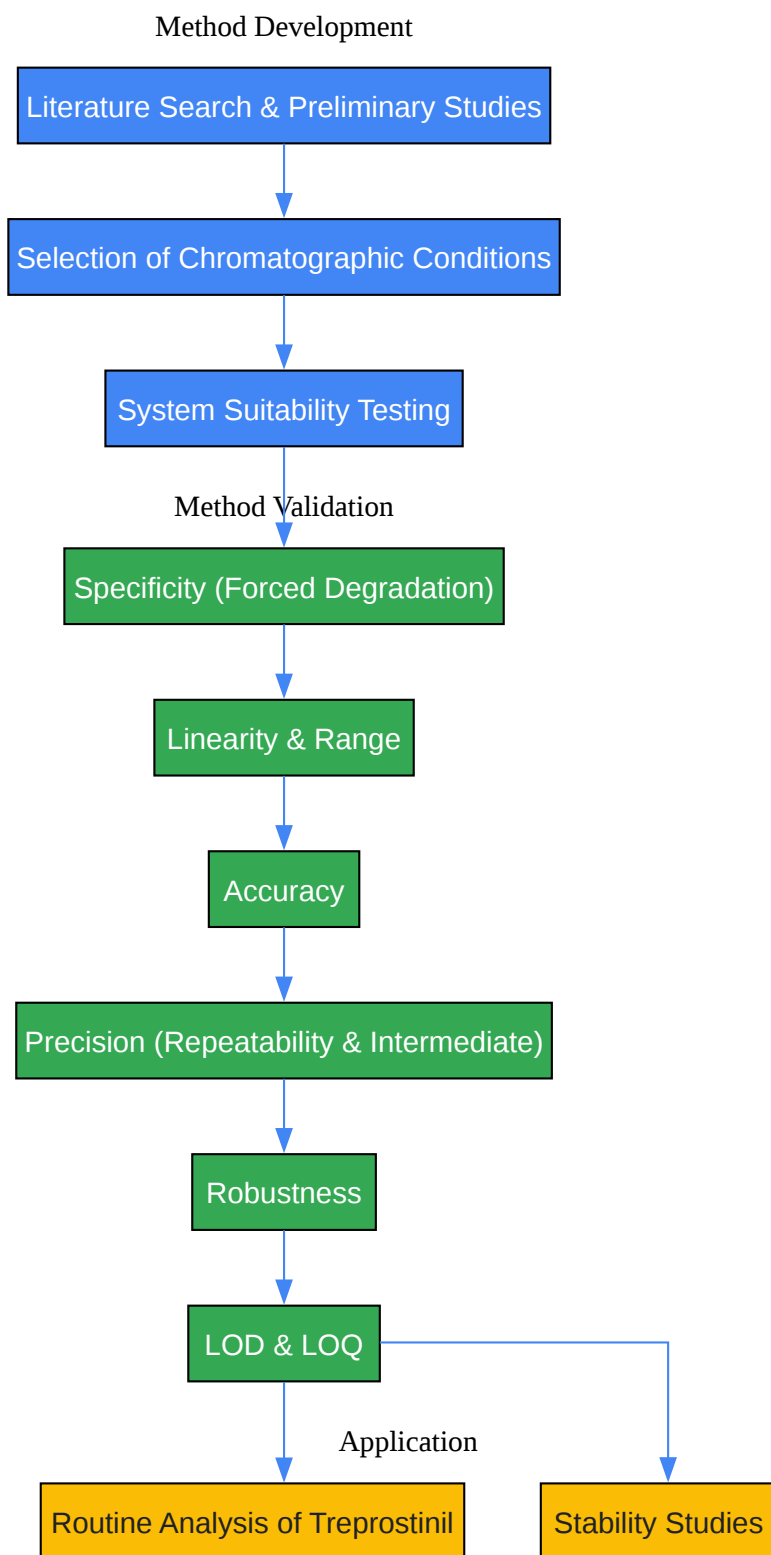 Method Development
Literature Search & Preliminary Studies
Selection of Chromatographic Conditions
System Suitability Testing
Method Validation
Specificity (Forced Degradation)
Linearity & Range
Accuracy
Precision (Repeatability & Intermediate)
Robustness
LOD & LOQ
Application
Routine Analysis of Treprostinil
Stability Studies